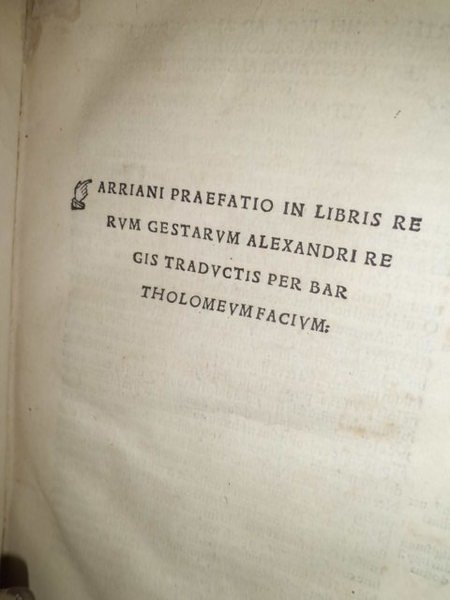 ARRIANI PRAEFATIO IN LIBRIS RE
RVM GESTARVM ALEXANDRI RE
GIS TRADVCTIS PER BAR
THOLOMEVM FACIVM: